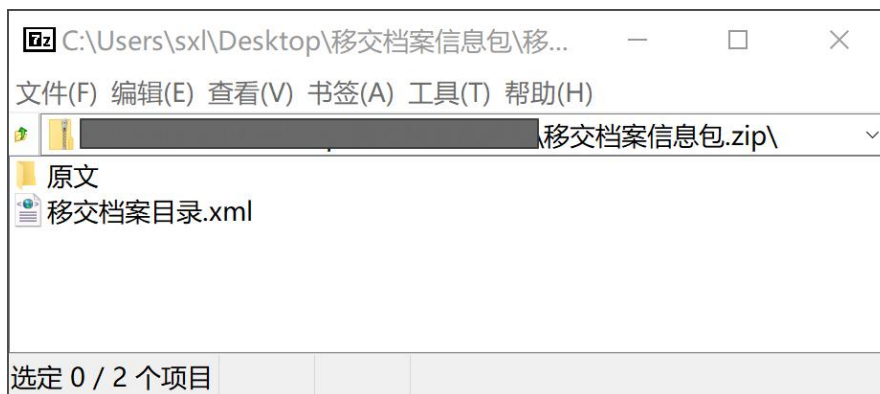 7z C:\Users\sxl\Desktop\移交档案信息包\移...
文件(F) 编辑(E) 查看(V) 书签(A) 工具(T) 帮助(H)
\移交档案信息包.zip\
原文
移交档案目录.xml
选定 0 / 2 个项目